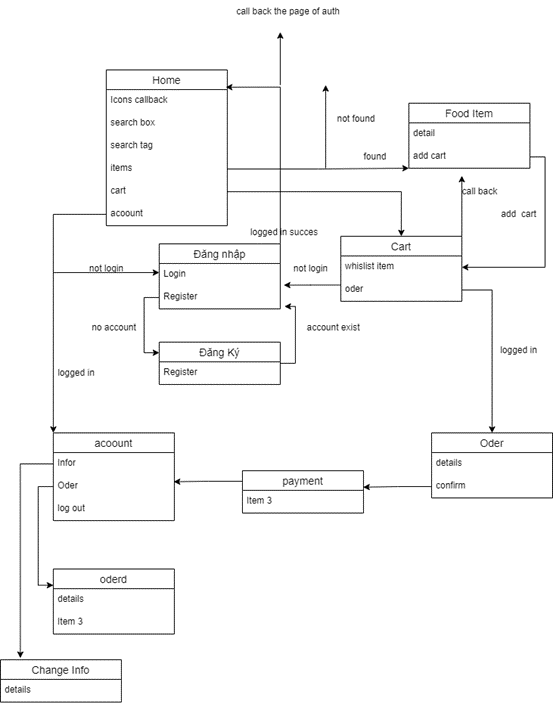 call back the page of auth
Home
Icons callback
search box
search tag
items
cart
acoount
not found
found
Food Item
detail
add cart
call back
add cart
logged in succes
Đăng nhập
Login
Register
not login
not login
Cart
whislist item
oder
no account
account exist
Đăng Ký
Register
logged in
logged in
acoount
Infor
Oder
log out
payment
Item 3
Oder
details
confirm
oderd
details
Item 3
Change Info
details